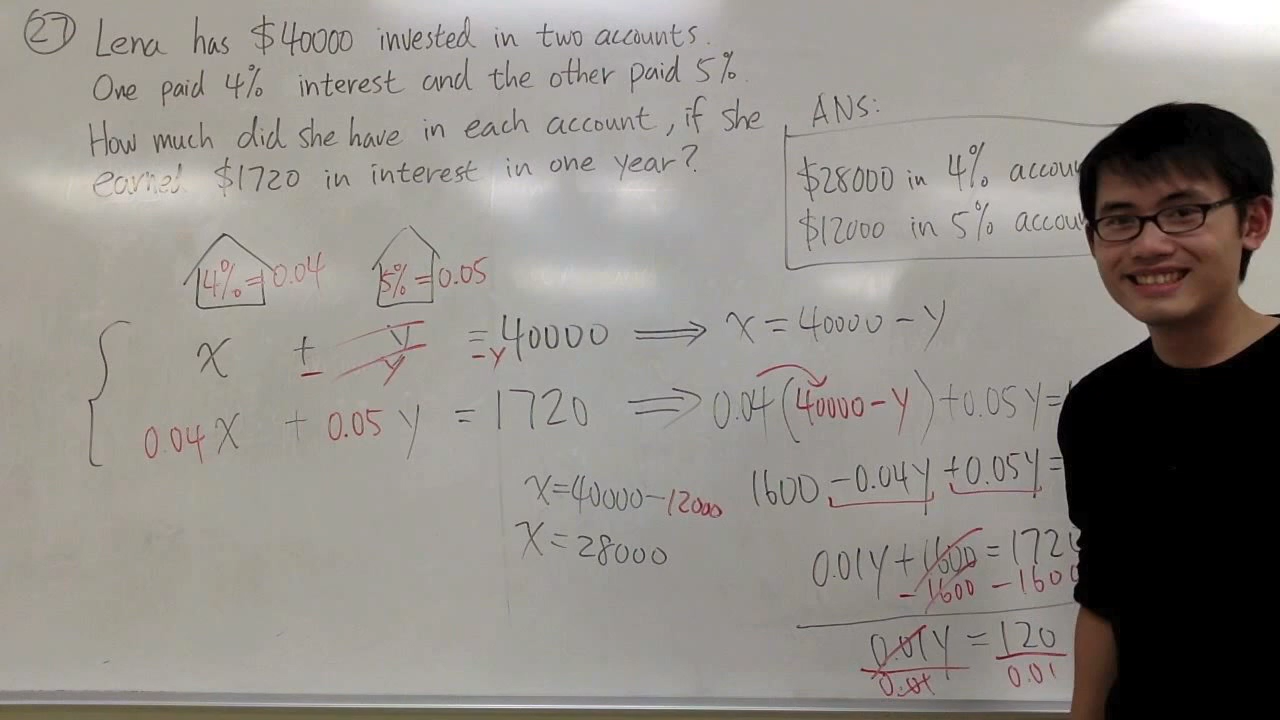 27 Lena has $40000 invested in two accounts.
One paid 4% interest and the other paid 5%.
How much did she have in each account, if she
earned $1720 in interest in one year?
ANS:
$28000 in 4%
$12000 in 5%
4% = 0.04 5% = 0.05
x + y = 40000 ⟹ x = 40000 - y
- y - y
0.04x + 0.05y = 1720 ⟹ 0.04(40000 - y) + 0.05y =
1600 - 0.04y + 0.05y =
x = 40000 - 12000
x = 28000
0.01y + 1600 =
- 1600
0.01y = 120
0.01 0.01